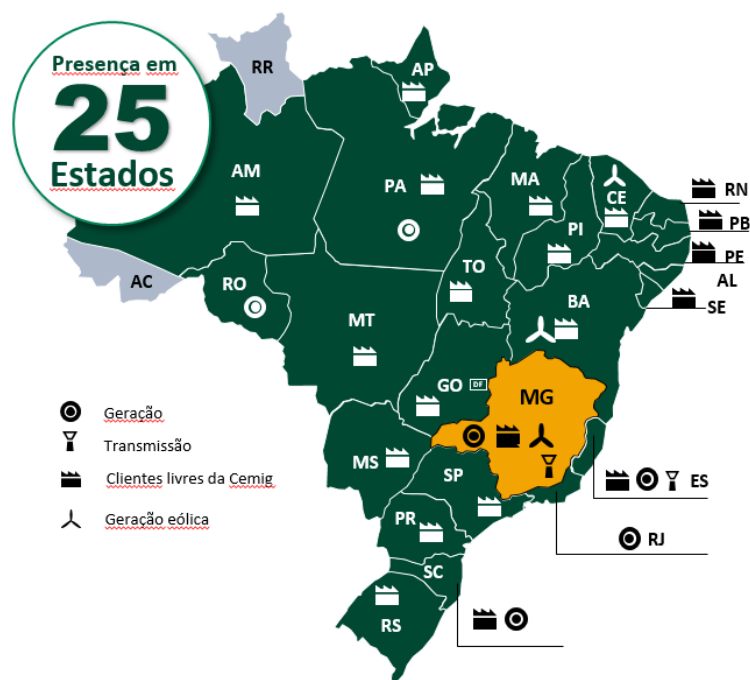 Presença em
25
Estados
RR
AP
AM
PA
MA
CE
RN
PB
PI
PE
AC
RO
TO
AL
SE
MT
BA
GO
DF
MG
Geração
Transmissão
Clientes livres da Cemig
Geração eólica
MS
SP
ES
PR
RJ
SC
RS